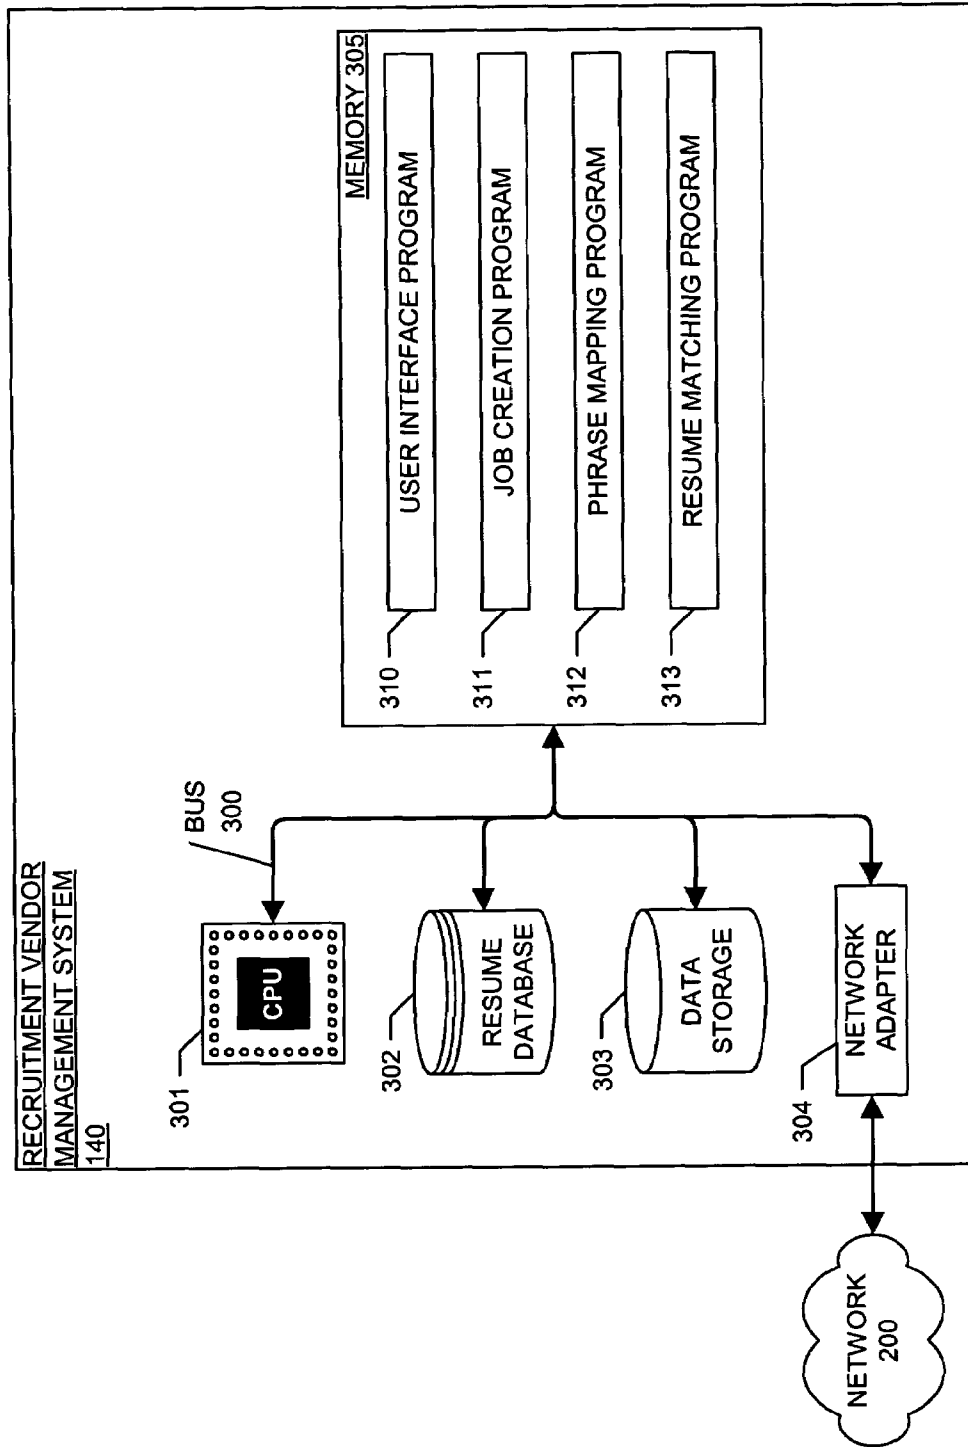 RECRUITMENT VENDOR
MANAGEMENT SYSTEM
140
BUS
300
301
CPU
302
RESUME
DATABASE
303
DATA
STORAGE
304
NETWORK
ADAPTER
NETWORK
200
MEMORY 305
310
USER INTERFACE PROGRAM
311
JOB CREATION PROGRAM
312
PHRASE MAPPING PROGRAM
313
RESUME MATCHING PROGRAM